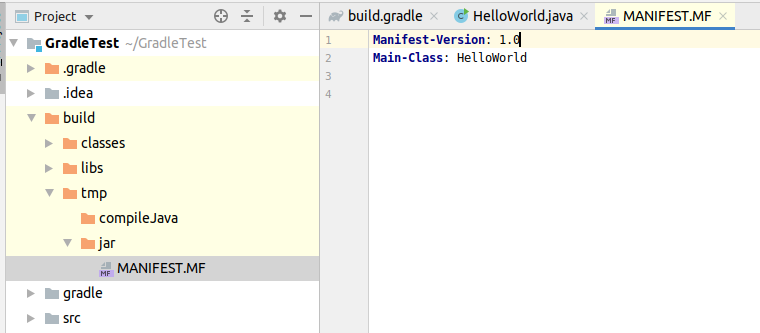 Project
GradleTest ~/GradleTest
.gradle
.idea
build
classes
libs
tmp
compileJava
jar
MANIFEST.MF
gradle
src
build.gradle HelloWorld.java MANIFEST.MF
1 Manifest-Version: 1.0
2 Main-Class: HelloWorld
3
4